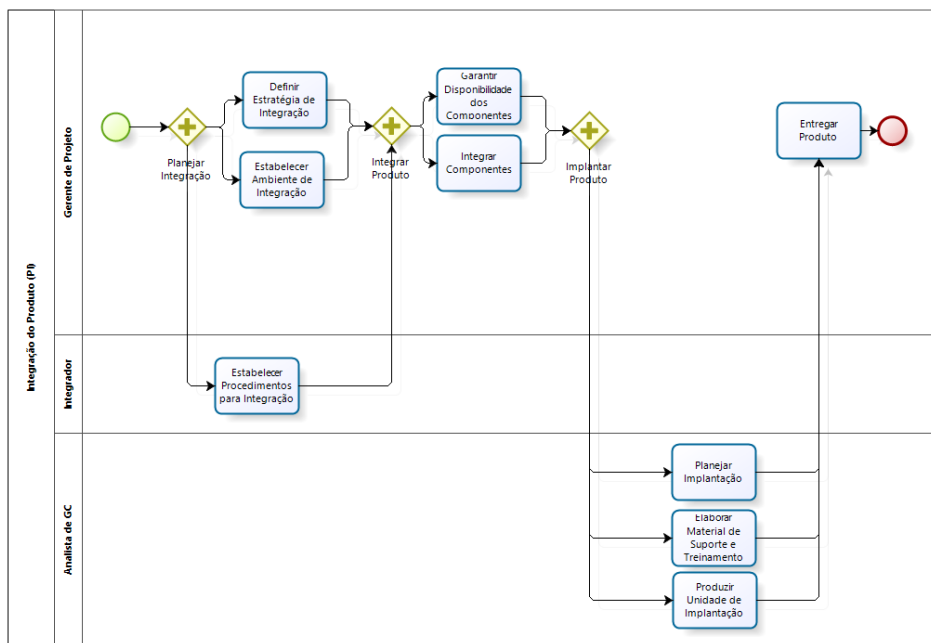 Integração do Produto (PI)
Gerente de Projeto
Definir
Estratégia de
Integração
Planejar
Integração
Estabelecer
Ambiente de
Integração
Integrar
Produto
Garantir
Disponibilidade
dos
Componentes
Integrar
Componentes
Implantar
Produto
Entregar
Produto
Integrador
Estabelecer
Procedimentos
para Integração
Analista de GC
Planejar
Implantação
Elaborar
Material de
Suporte e
Treinamento
Produzir
Unidade de
Implantação